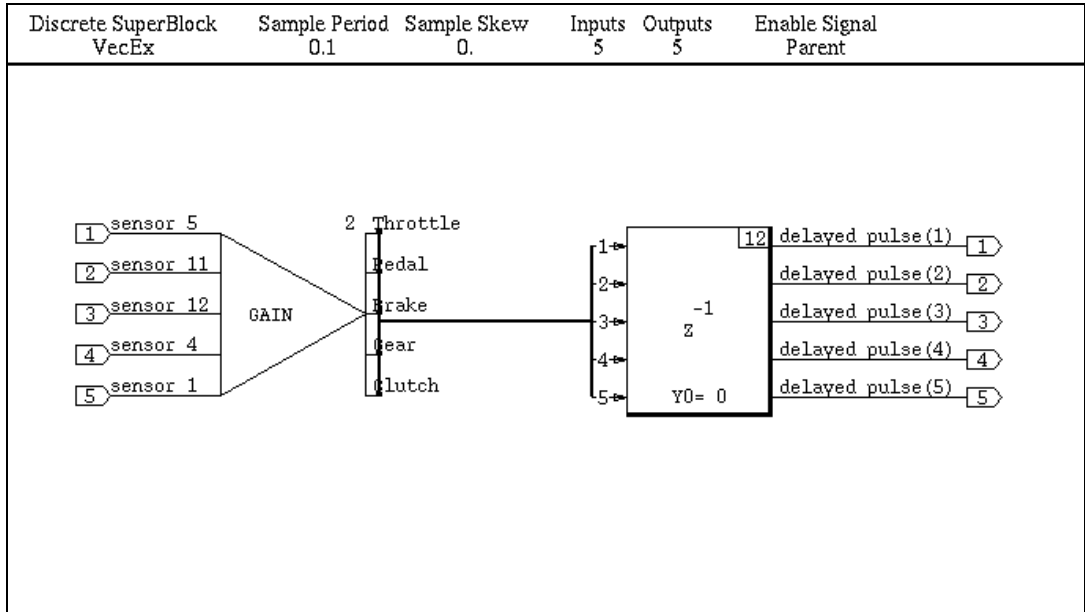 Discrete SuperBlock Sample Period Sample Skew Inputs Outputs Enable Signal
VecEx 0.1 0. 5 5 Parent
1 sensor 5
2 sensor 11
3 sensor 12
4 sensor 4
5 sensor 1
GAIN
2 Throttle
Pedal
Brake
Gear
Clutch
1
2
3
4
5
12
-1
Z
Y0= 0
delayed pulse(1) 1
delayed pulse(2) 2
delayed pulse(3) 3
delayed pulse(4) 4
delayed pulse(5) 5